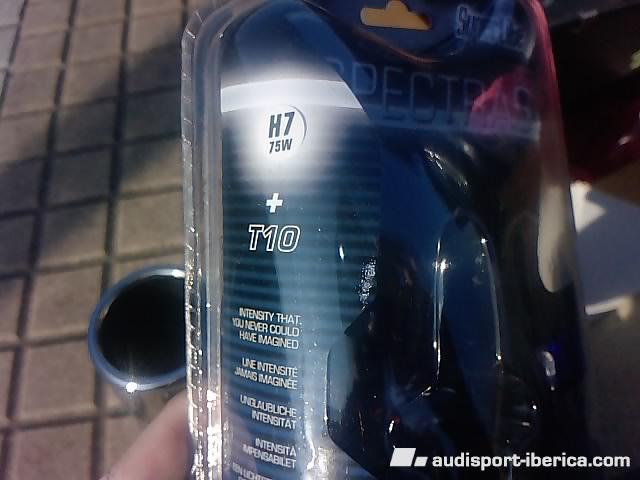 SPECTRAS
H7
75W
+
T10
INTENSITY THAT
YOU NEVER COULD
HAVE IMAGINED
UNE INTENSITÉ
JAMAIS IMAGINÉE
UNGLAUBLICHE
INTENSITÄT
INTENSITÀ
IMPENSABILE
audisport-iberica.com